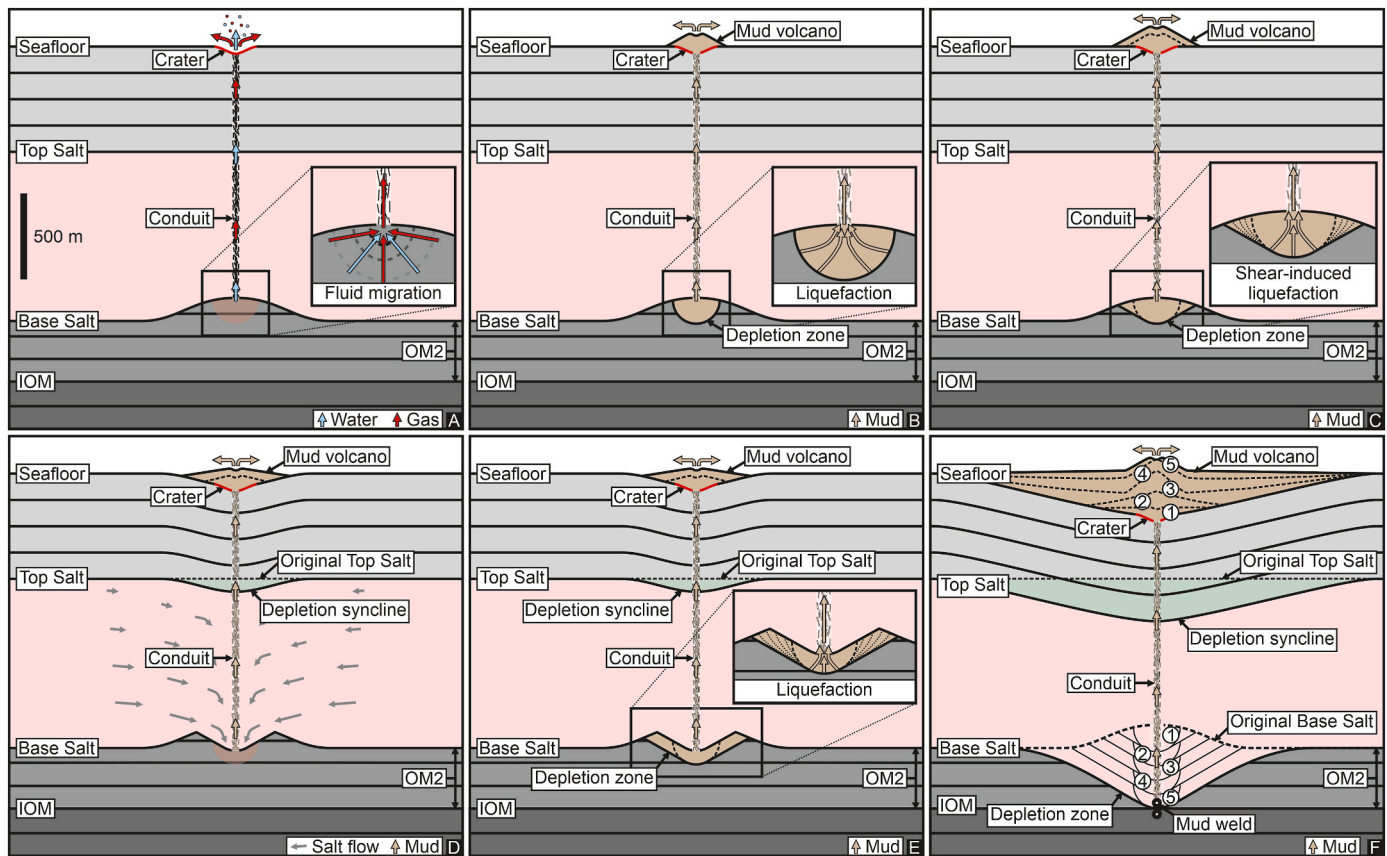 Seafloor
Crater
Top Salt
Conduit
500 m
Fluid migration
Base Salt
OM2
IOM
Water Gas A
Mud volcano
Seafloor
Crater
Top Salt
Conduit
Liquefaction
Base Salt
Depletion zone
OM2
IOM
Mud B
Mud volcano
Seafloor
Crater
Top Salt
Conduit
Shear-induced
liquefaction
Base Salt
Depletion zone
OM2
IOM
Mud C
Mud volcano
Seafloor
Crater
Original Top Salt
Top Salt
Depletion syncline
Conduit
Base Salt
OM2
IOM
Salt flow Mud D
Mud volcano
Seafloor
Crater
Original Top Salt
Top Salt
Depletion syncline
Conduit
Liquefaction
Base Salt
Depletion zone
OM2
IOM
Mud E
5 Mud volcano
Seafloor 4
3
2 1
Crater
Original Top Salt
Top Salt
Depletion syncline
Conduit
Original Base Salt
1
Base Salt 2
3
4 OM2
5
IOM
Depletion zone
Mud weld
Mud F